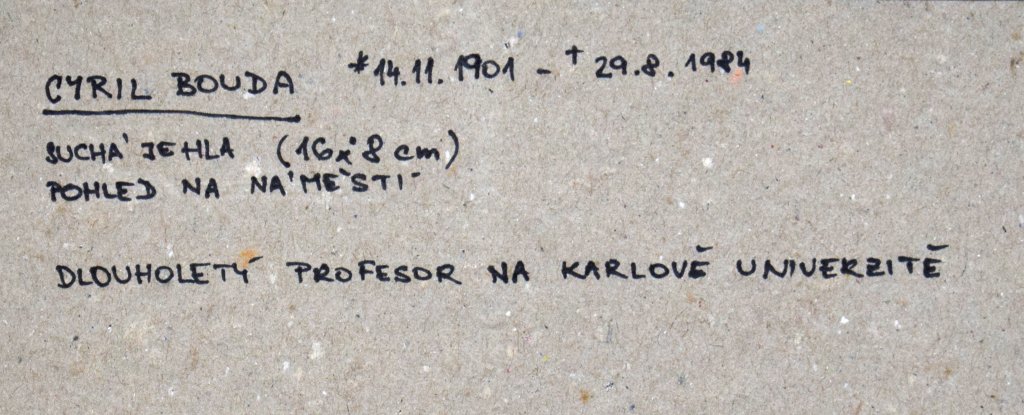 CYRIL BOUDA *14.11.1901 - †29.8.1984
SUCHÁ JEHLA (16x8 cm)
POHLED NA NÁMĚSTÍ
DLOUHOLETÝ PROFESOR NA KARLOVĚ UNIVERZITĚ